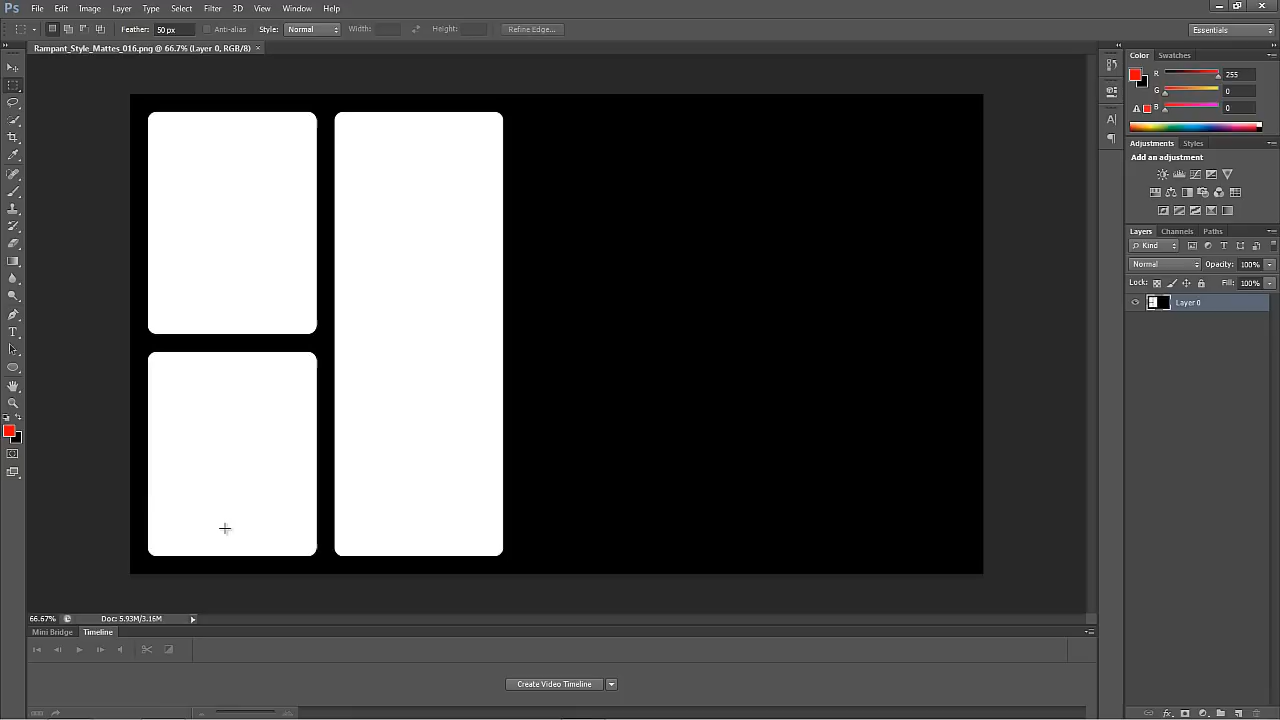 Ps File Edit Image Layer Type Select Filter 3D View Window Help
Feather: 50 px Anti-alias Style: Normal Width: Height: Refine Edge... Essentials
Rampant_Style_Mattes_016.png @ 66.7% (Layer 0, RGB/8) ×
Color Swatches
R 255
G 0
B 0
Adjustments Styles
Add an adjustment
Layers Channels Paths
Kind
Normal Opacity: 100%
Lock: Fill: 100%
Layer 0
66.67% Doc: 5.93M/3.16M
Mini Bridge Timeline
Create Video Timeline